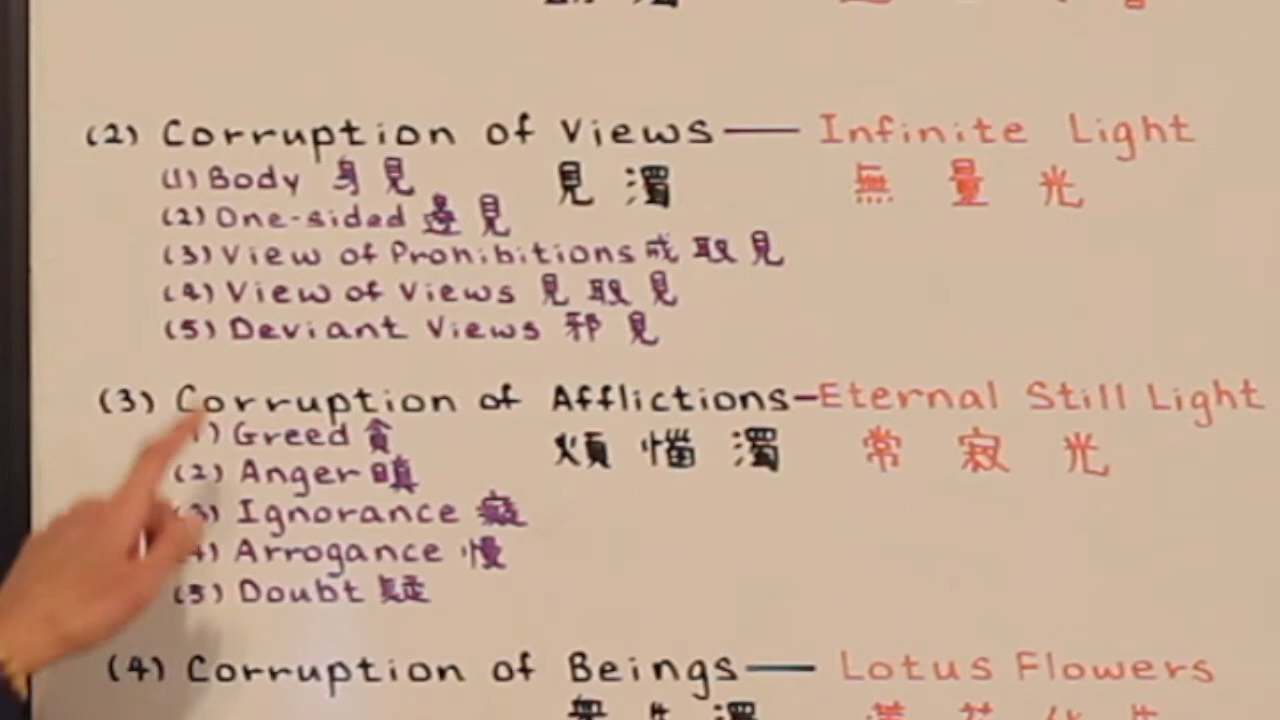 (2) Corruption of Views — Infinite Light
(1) Body 身見 見濁 無量光
(2) One-sided 邊見
(3) View of Prohibitions 戒取見
(4) View of Views 見取見
(5) Deviant Views 邪見
(3) Corruption of Afflictions — Eternal Still Light
(1) Greed 貪 煩惱濁 常寂光
(2) Anger 瞋
(3) Ignorance 癡
(4) Arrogance 慢
(5) Doubt 疑
(4) Corruption of Beings — Lotus Flowers